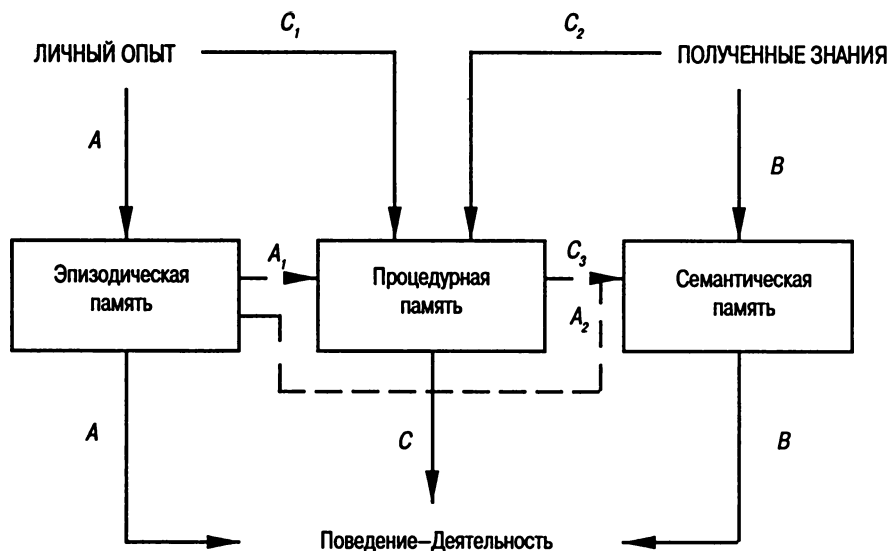 C₁
C₂
ЛИЧНЫЙ ОПЫТ
ПОЛУЧЕННЫЕ ЗНАНИЯ
A
B
A₁
C₃
Эпизодическая
память
Процедурная
память
Семантическая
память
A₂
A
C
B
Поведение–Деятельность